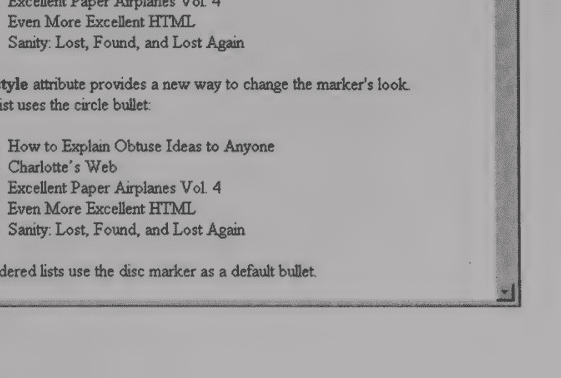 Excellent Paper Airplanes Vol. 4
Even More Excellent HTML
Sanity: Lost, Found, and Lost Again
style attribute provides a new way to change the marker's look.
ist uses the circle bullet:
How to Explain Obtuse Ideas to Anyone
Charlotte's Web
Excellent Paper Airplanes Vol. 4
Even More Excellent HTML
Sanity: Lost, Found, and Lost Again
dered lists use the disc marker as a default bullet.